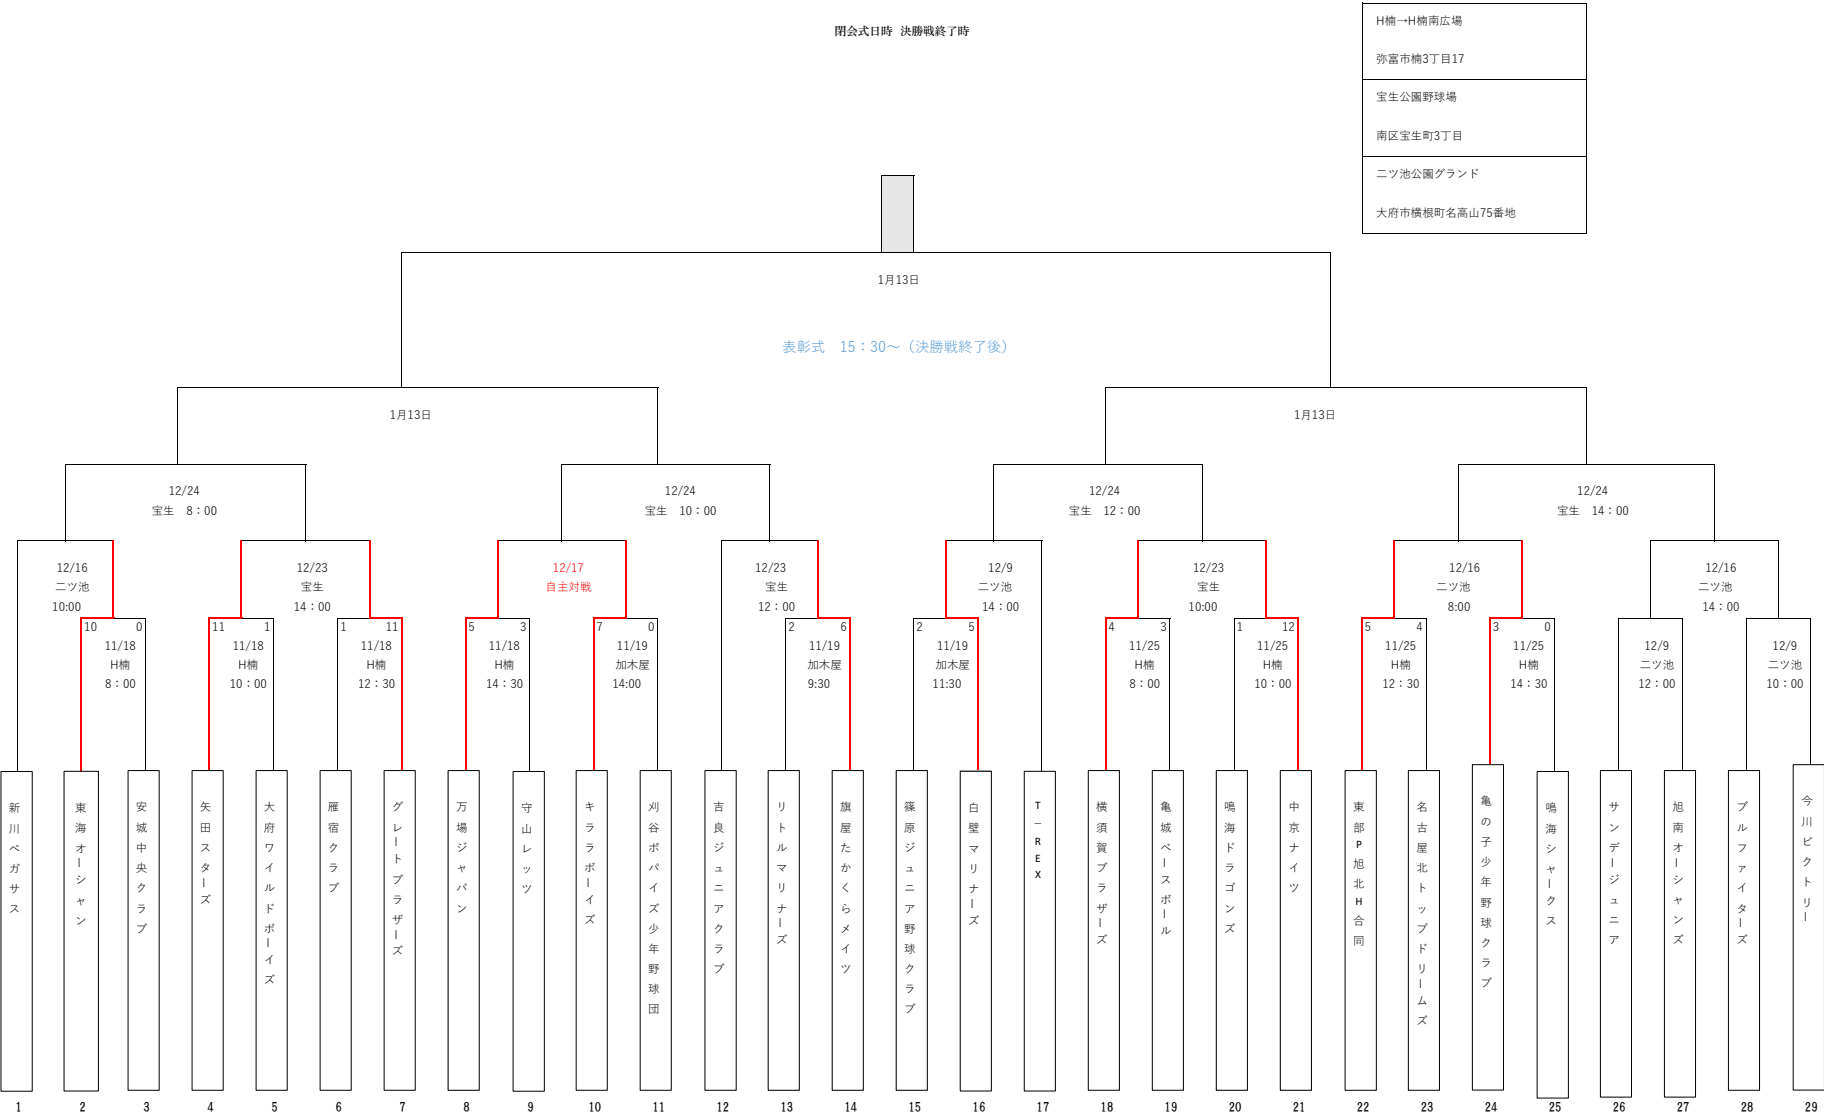 閉会式日時 決勝戦終了時
H楠→H楠南広場
弥富市楠3丁目17
宝生公園野球場
南区宝生町3丁目
二ツ池公園グランド
大府市横根町名高山75番地
1月13日
表彰式　15：30～（決勝戦終了後）
1月13日
1月13日
12/24
宝生　8：00
12/24
宝生　10：00
12/24
宝生　12：00
12/24
宝生　14：00
12/16
二ツ池
10:00
12/23
宝生
14：00
12/17
自主対戦
12/23
宝生
12：00
12/9
二ツ池
14：00
12/23
宝生
10:00
12/16
二ツ池
8:00
12/16
二ツ池
14：00
10 0
11/18
H楠
8：00
11 1
11/18
H楠
10：00
1 11
11/18
H楠
12：30
5 3
11/18
H楠
14：30
7 0
11/19
加木屋
14:00
2 6
11/19
加木屋
9:30
2 5
11/19
加木屋
11:30
4 3
11/25
H楠
8：00
1 12
11/25
H楠
10：00
5 4
11/25
H楠
12：30
3 0
11/25
H楠
14：30
12/9
二ツ池
12：00
12/9
二ツ池
10：00
新川ペガサス
東海オーシャン
安城中央クラブ
矢田スターズ
大府ワイルドボーイズ
雁宿クラブ
グレートブラザーズ
万場ジャパン
守山レッツ
キララボーイズ
刈谷ボバイズ少年野球団
吉良ジュニアクラブ
リトルマリナーズ
旗屋たかくらメイツ
篠原ジュニア野球クラブ
白壁マリナーズ
T－REX
横須賀ブラザーズ
亀城ベースボール
鳴海ドラゴンズ
中京ナイツ
東部P旭北H合同
名古屋北トップドリームズ
亀の子少年野球クラブ
鳴海シャークス
サンデージュニア
旭南オーシャンズ
ブルファイターズ
今川ビクトリー
1 2 3 4 5 6 7 8 9 10 11 12 13 14 15 16 17 18 19 20 21 22 23 24 25 26 27 28 29